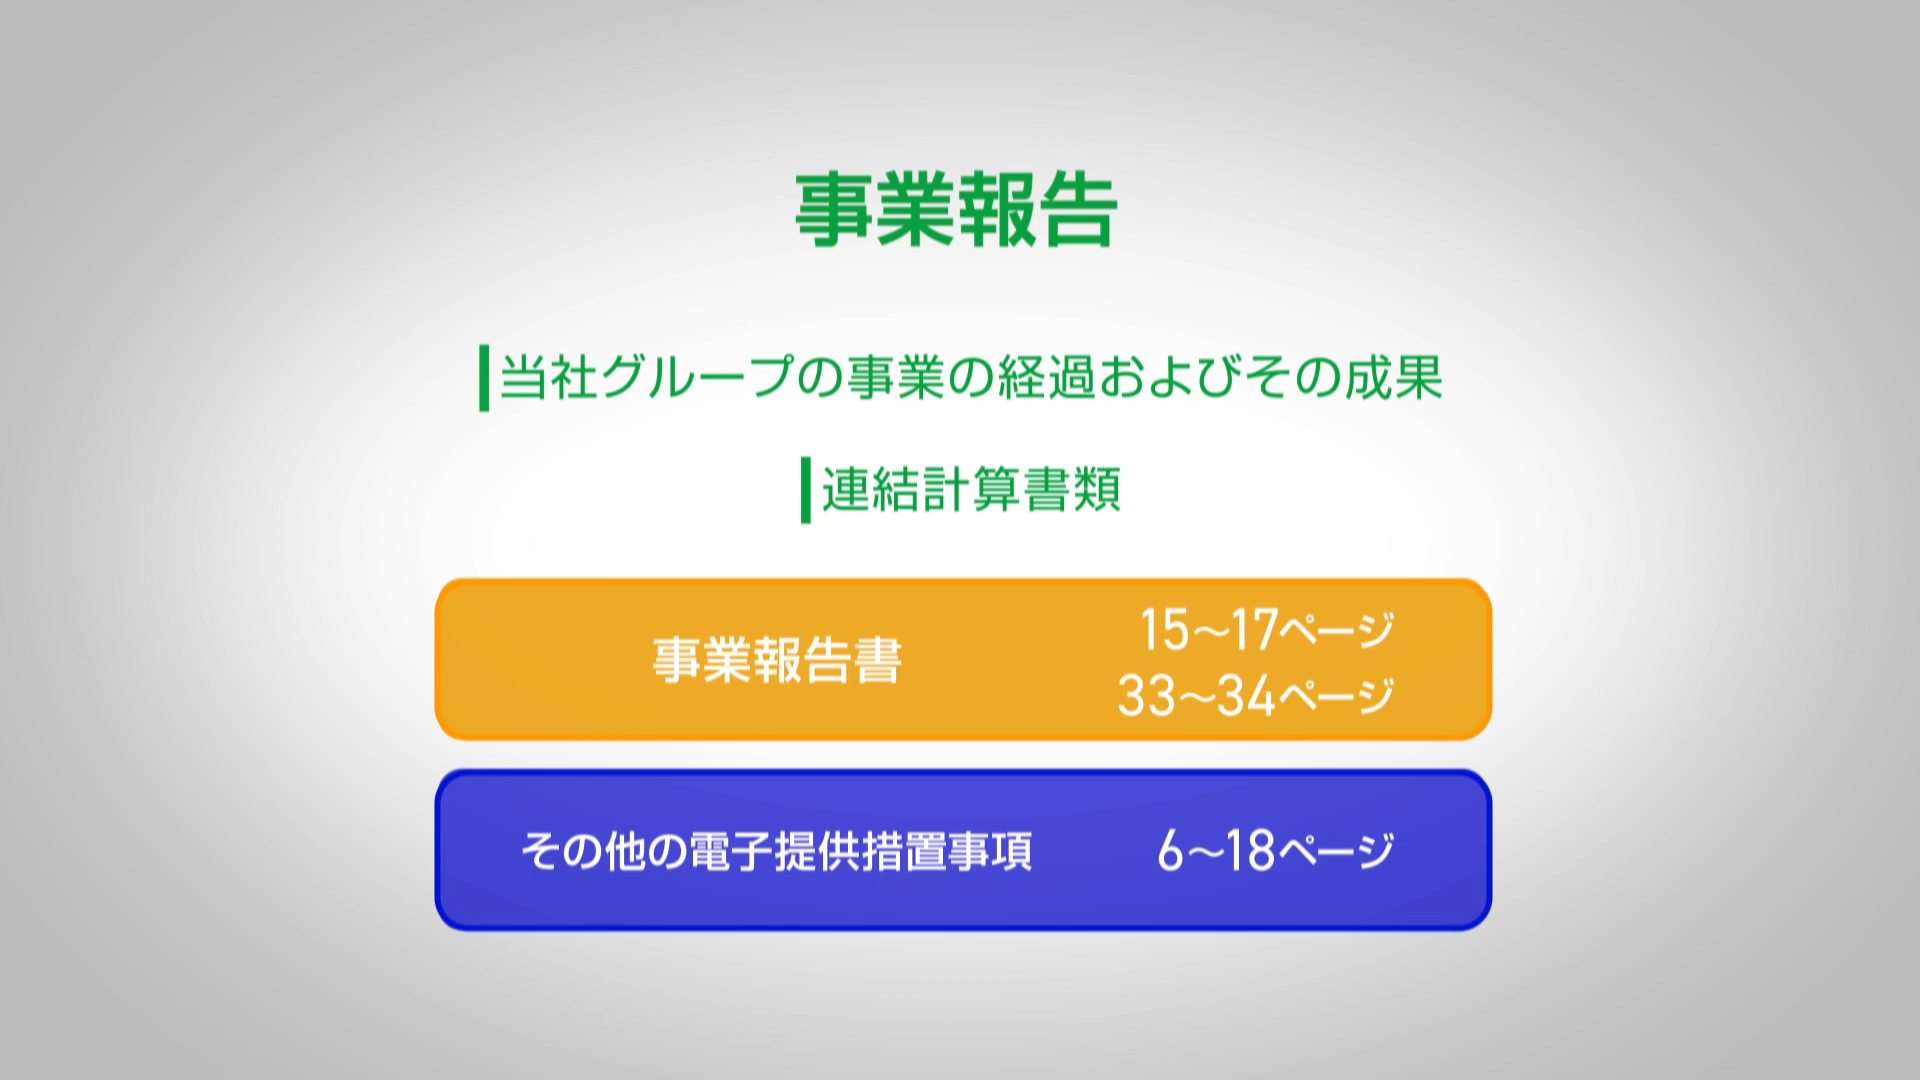 事業報告
当社グループの事業の経過およびその成果
連結計算書類
事業報告書
15〜17ページ
33〜34ページ
その他の電子提供措置事項 6〜18ページ